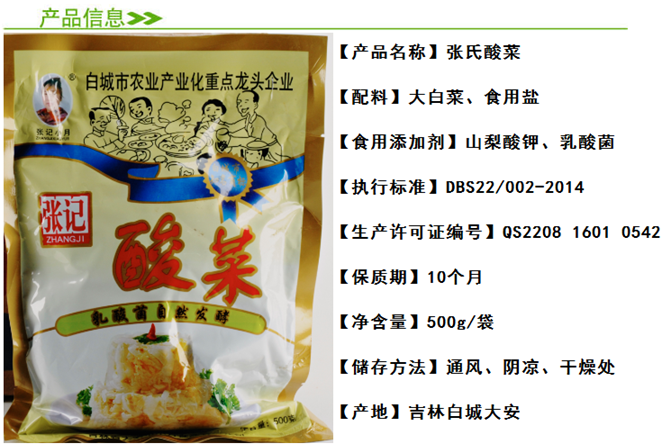 产品信息
白城市农业产业化重点龙头企业
®
张记小月
张记
ZHANGJI
酸菜
乳酸菌自然发酵
【产品名称】张氏酸菜
【配料】大白菜、食用盐
【食用添加剂】山梨酸钾、乳酸菌
【执行标准】DBS22/002-2014
【生产许可证编号】QS2208 1601 0542
【保质期】10个月
【净含量】500g/袋
【储存方法】通风、阴凉、干燥处
【产地】吉林白城大安